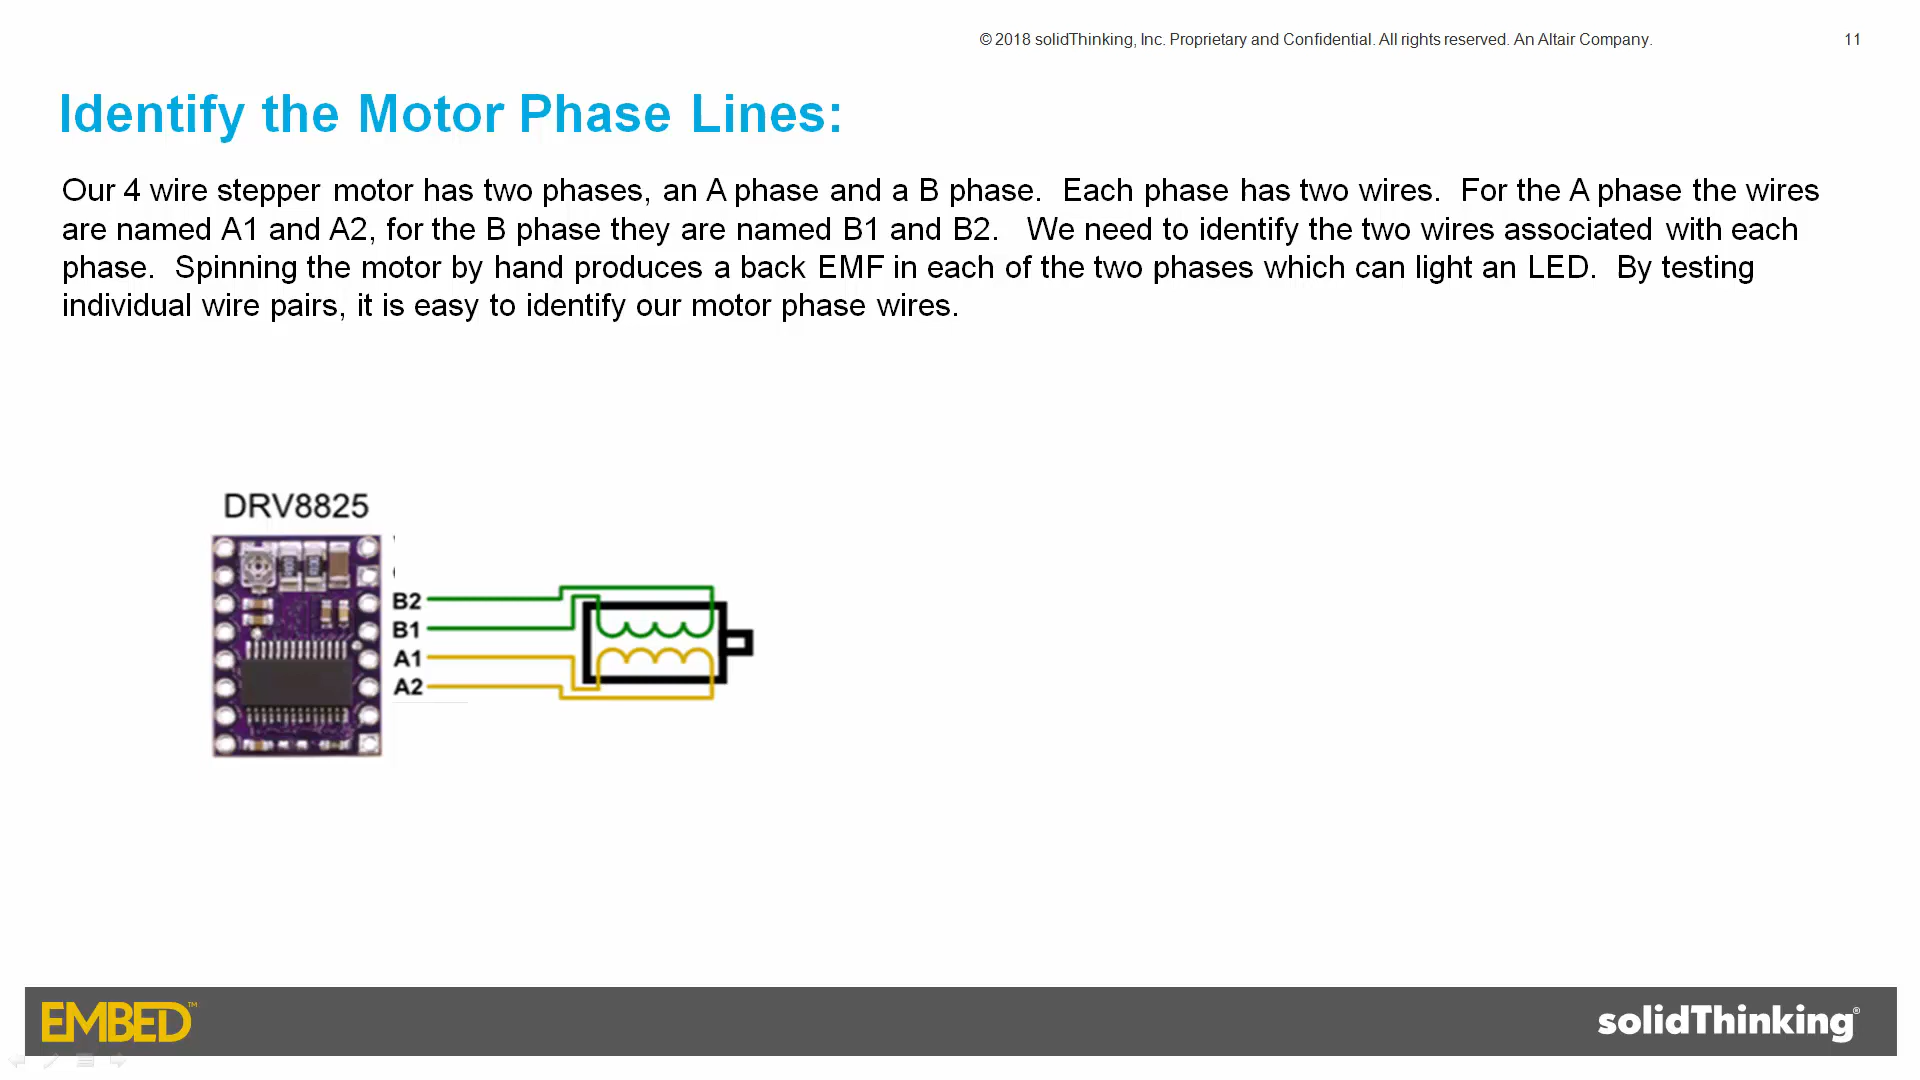 © 2018 solidThinking, Inc. Proprietary and Confidential. All rights reserved. An Altair Company. 11
Identify the Motor Phase Lines:
Our 4 wire stepper motor has two phases, an A phase and a B phase.  Each phase has two wires.  For the A phase the wires
are named A1 and A2, for the B phase they are named B1 and B2.   We need to identify the two wires associated with each
phase.  Spinning the motor by hand produces a back EMF in each of the two phases which can light an LED.  By testing
individual wire pairs, it is easy to identify our motor phase wires.
DRV8825
B2
B1
A1
A2
EMBED™
solidThinking®